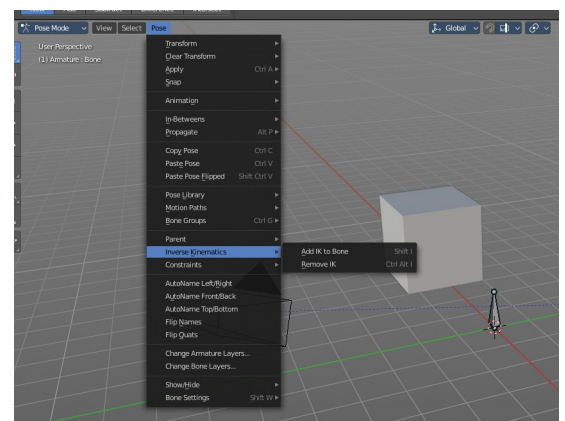 Pose Mode View Select Pose Global
User Perspective
(1) Armature : Bone
Transform
Clear Transform
Apply Ctrl A
Snap
Animation
In-Betweens
Propagate Alt P
Copy Pose Ctrl C
Paste Pose Ctrl V
Paste Pose Flipped Shift Ctrl V
Pose Library
Motion Paths
Bone Groups Ctrl G
Parent
Inverse Kinematics
Add IK to Bone Shift I
Constraints
Remove IK Ctrl Alt I
AutoName Left/Right
AutoName Front/Back
AutoName Top/Bottom
Flip Names
Flip Quats
Change Armature Layers...
Change Bone Layers...
Show/Hide
Bone Settings Shift W